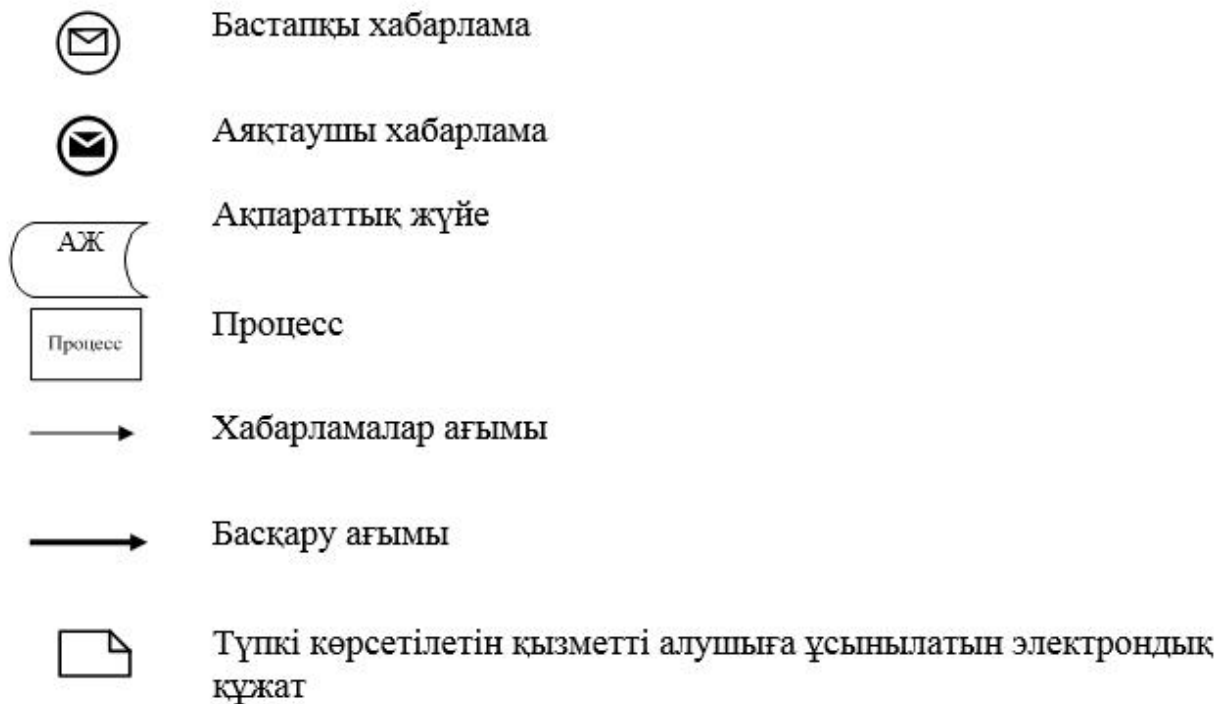 Бастапқы хабарлама
Аяқтаушы хабарлама
АЖ
Ақпараттық жүйе
Процесс
Процесс
Хабарламалар ағымы
Басқару ағымы
Түпкі көрсетілетін қызметті алушыға ұсынылатын электрондық
құжат